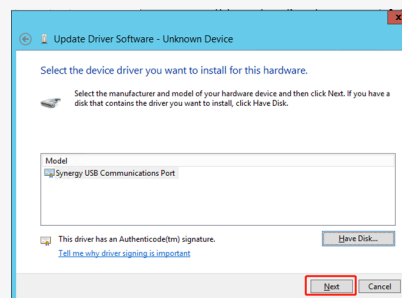 Update Driver Software - Unknown Device
Select the device driver you want to install for this hardware.
Select the manufacturer and model of your hardware device and then click Next. If you have a
disk that contains the driver you want to install, click Have Disk.
Model
Synergy USB Communications Port
This driver has an Authenticode(tm) signature.
Have Disk...
Tell me why driver signing is important
Next
Cancel